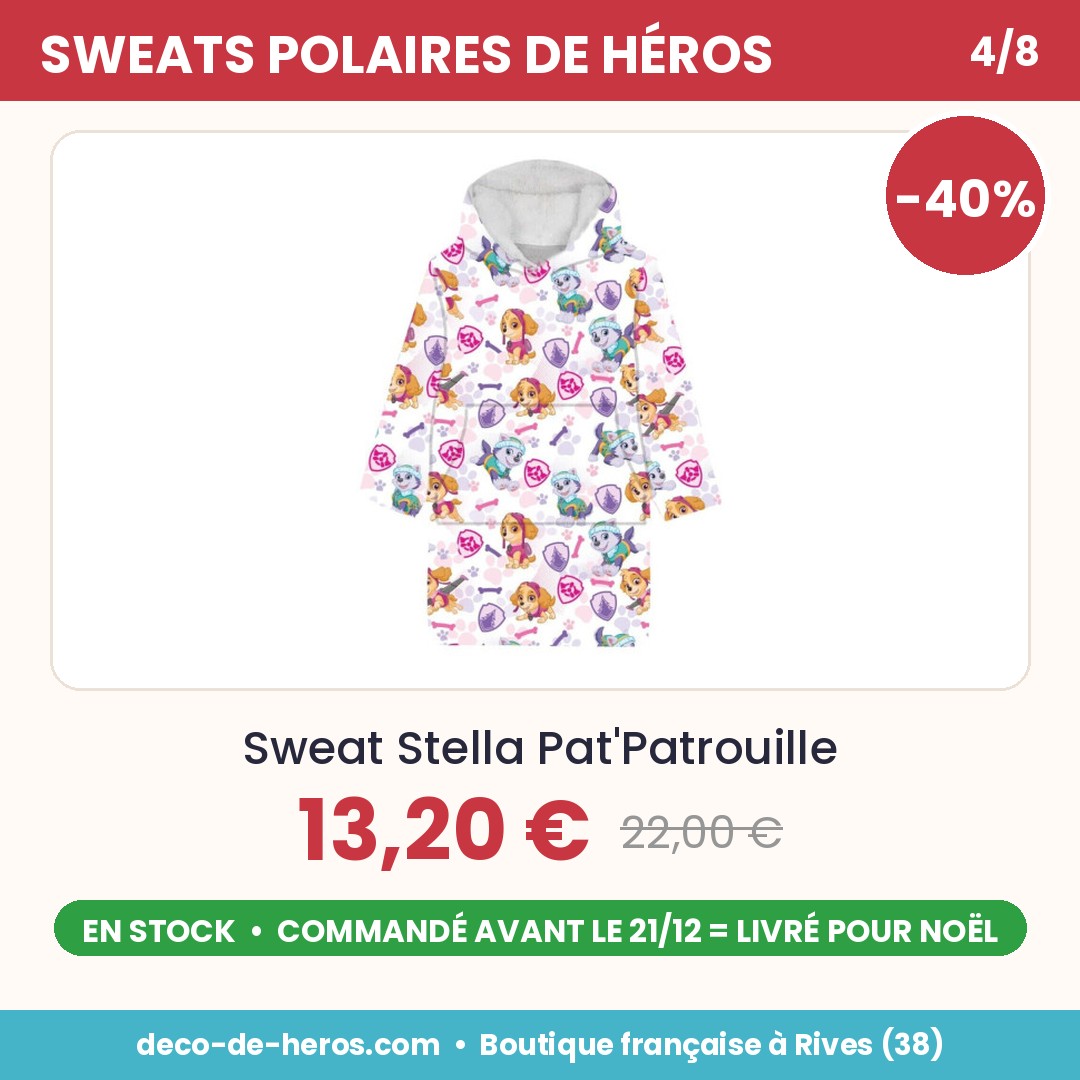 SWEATS POLAIRES DE HÉROS
4/8
-40%
Sweat Stella Pat'Patrouille
13,20 € 22,00 €
EN STOCK • COMMANDÉ AVANT LE 21/12 = LIVRÉ POUR NOËL
deco-de-heros.com • Boutique française à Rives (38)